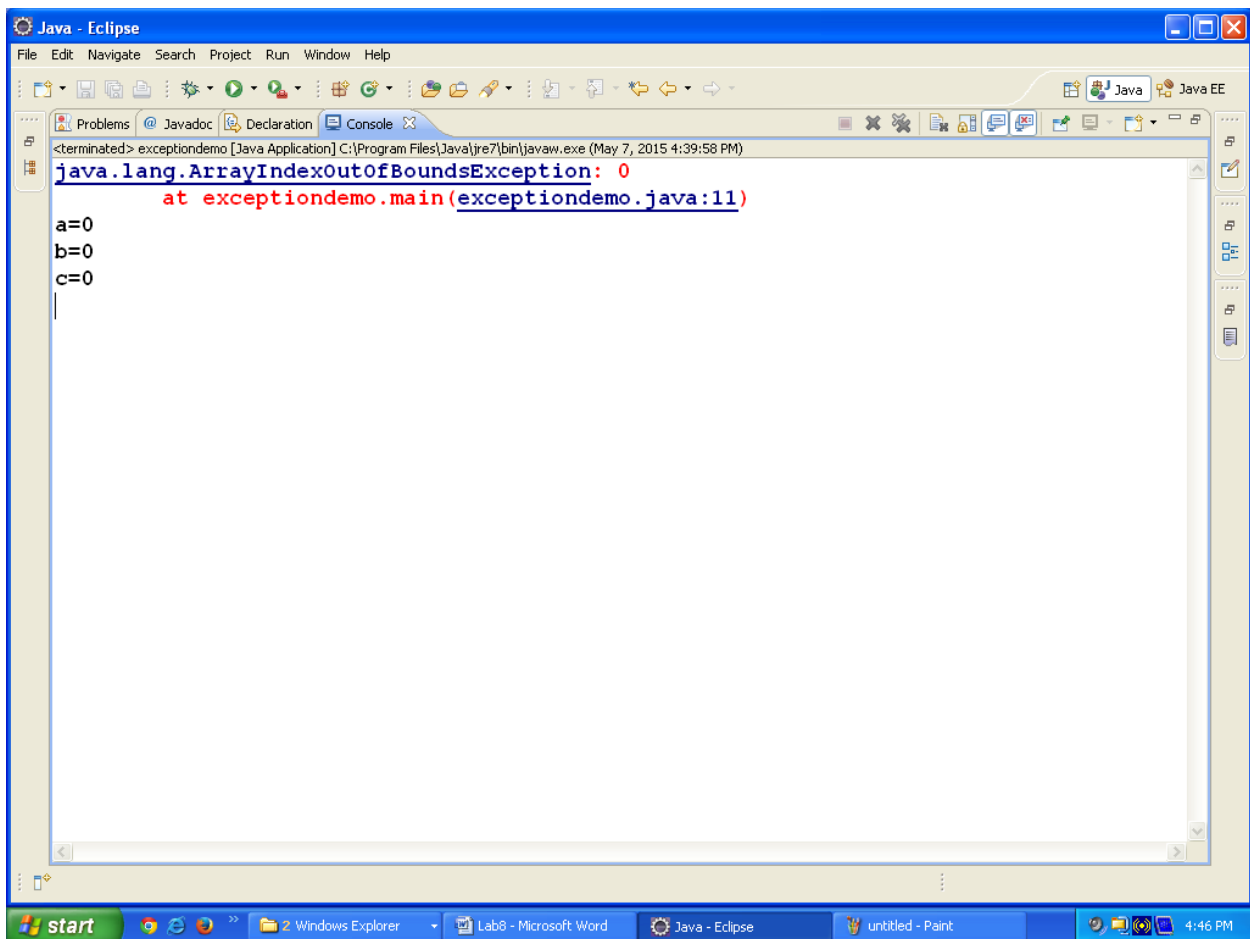 Java - Eclipse
File Edit Navigate Search Project Run Window Help
Java Java EE
Problems @ Javadoc Declaration Console
<terminated> exceptiondemo [Java Application] C:\Program Files\Java\jre7\bin\javaw.exe (May 7, 2015 4:39:58 PM)
java.lang.ArrayIndexOutOfBoundsException: 0
at exceptiondemo.main(exceptiondemo.java:11)
a=0
b=0
c=0
start 2 Windows Explorer Lab8 - Microsoft Word Java - Eclipse untitled - Paint 4:46 PM